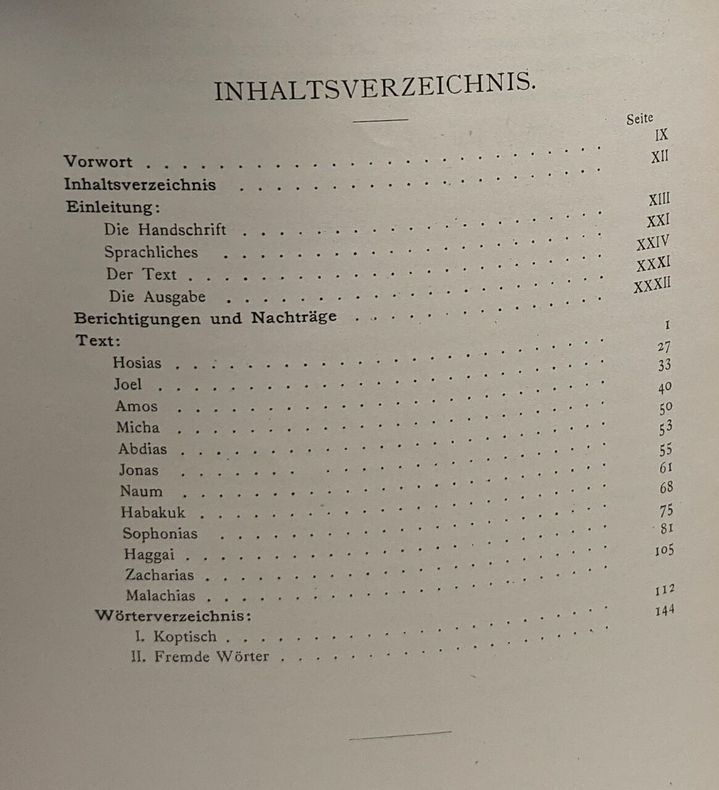 INHALTSVERZEICHNIS.
Seite
Vorwort . . . . . . . . . . . . . . . . IX
Inhaltsverzeichnis . . . . . . . . . . . . . XII
Einleitung:
Die Handschrift . . . . . . . . . . . . . XIII
Sprachliches . . . . . . . . . . . . . . XXI
Der Text . . . . . . . . . . . . . . . XXIV
Die Ausgabe . . . . . . . . . . . . . . XXXI
Berichtigungen und Nachträge . . . . . . . . . XXXII
Text:
Hosias . . . . . . . . . . . . . . . . 1
Joel . . . . . . . . . . . . . . . . 27
Amos . . . . . . . . . . . . . . . . 33
Micha . . . . . . . . . . . . . . . . 40
Abdias . . . . . . . . . . . . . . . . 50
Jonas . . . . . . . . . . . . . . . . 53
Naum . . . . . . . . . . . . . . . . 55
Habakuk . . . . . . . . . . . . . . . 61
Sophonias . . . . . . . . . . . . . . 68
Haggai . . . . . . . . . . . . . . . . 75
Zacharias . . . . . . . . . . . . . . . 81
Malachias . . . . . . . . . . . . . . . 105
Wörterverzeichnis:
I. Koptisch . . . . . . . . . . . . . . 112
II. Fremde Wörter . . . . . . . . . . . . 144